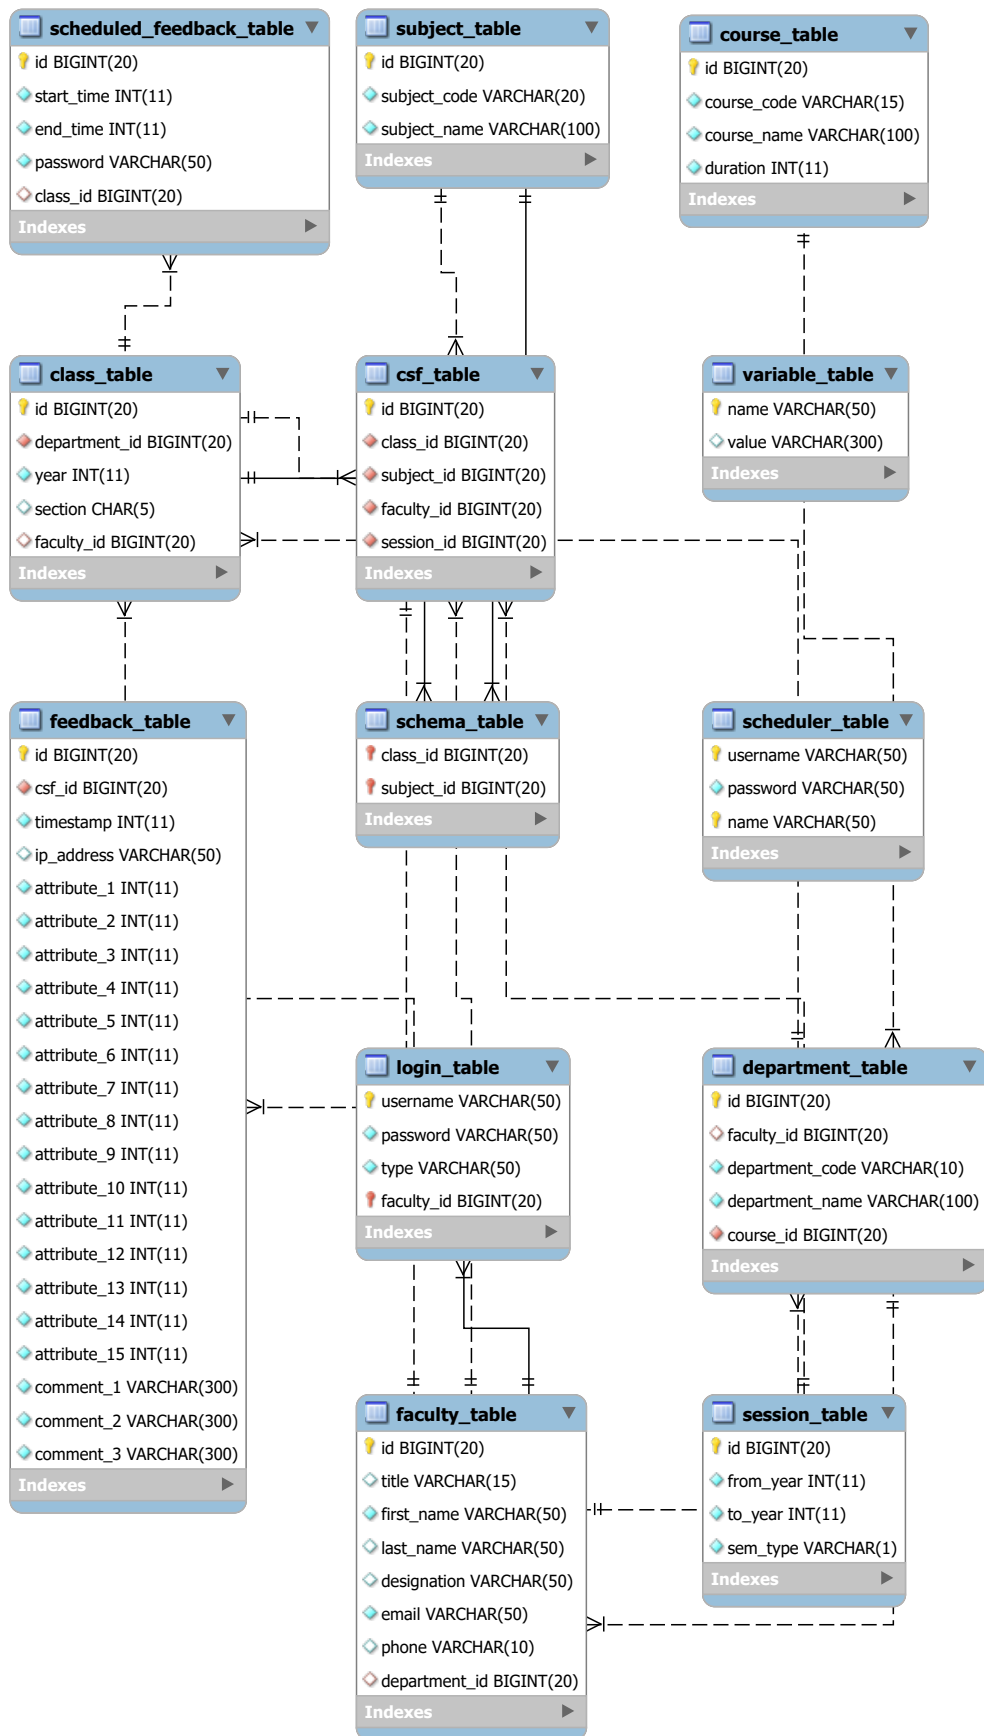 scheduled_feedback_table
id BIGINT(20)
start_time INT(11)
end_time INT(11)
password VARCHAR(50)
class_id BIGINT(20)
Indexes
subject_table
id BIGINT(20)
subject_code VARCHAR(20)
subject_name VARCHAR(100)
Indexes
course_table
id BIGINT(20)
course_code VARCHAR(15)
course_name VARCHAR(100)
duration INT(11)
Indexes
class_table
id BIGINT(20)
department_id BIGINT(20)
year INT(11)
section CHAR(5)
faculty_id BIGINT(20)
Indexes
csf_table
id BIGINT(20)
class_id BIGINT(20)
subject_id BIGINT(20)
faculty_id BIGINT(20)
session_id BIGINT(20)
Indexes
variable_table
name VARCHAR(50)
value VARCHAR(300)
Indexes
feedback_table
id BIGINT(20)
csf_id BIGINT(20)
timestamp INT(11)
ip_address VARCHAR(50)
attribute_1 INT(11)
attribute_2 INT(11)
attribute_3 INT(11)
attribute_4 INT(11)
attribute_5 INT(11)
attribute_6 INT(11)
attribute_7 INT(11)
attribute_8 INT(11)
attribute_9 INT(11)
attribute_10 INT(11)
attribute_11 INT(11)
attribute_12 INT(11)
attribute_13 INT(11)
attribute_14 INT(11)
attribute_15 INT(11)
comment_1 VARCHAR(300)
comment_2 VARCHAR(300)
comment_3 VARCHAR(300)
Indexes
schema_table
class_id BIGINT(20)
subject_id BIGINT(20)
Indexes
scheduler_table
username VARCHAR(50)
password VARCHAR(50)
name VARCHAR(50)
Indexes
login_table
username VARCHAR(50)
password VARCHAR(50)
type VARCHAR(50)
faculty_id BIGINT(20)
Indexes
department_table
id BIGINT(20)
faculty_id BIGINT(20)
department_code VARCHAR(10)
department_name VARCHAR(100)
course_id BIGINT(20)
Indexes
faculty_table
id BIGINT(20)
title VARCHAR(15)
first_name VARCHAR(50)
last_name VARCHAR(50)
designation VARCHAR(50)
email VARCHAR(50)
phone VARCHAR(10)
department_id BIGINT(20)
Indexes
session_table
id BIGINT(20)
from_year INT(11)
to_year INT(11)
sem_type VARCHAR(1)
Indexes